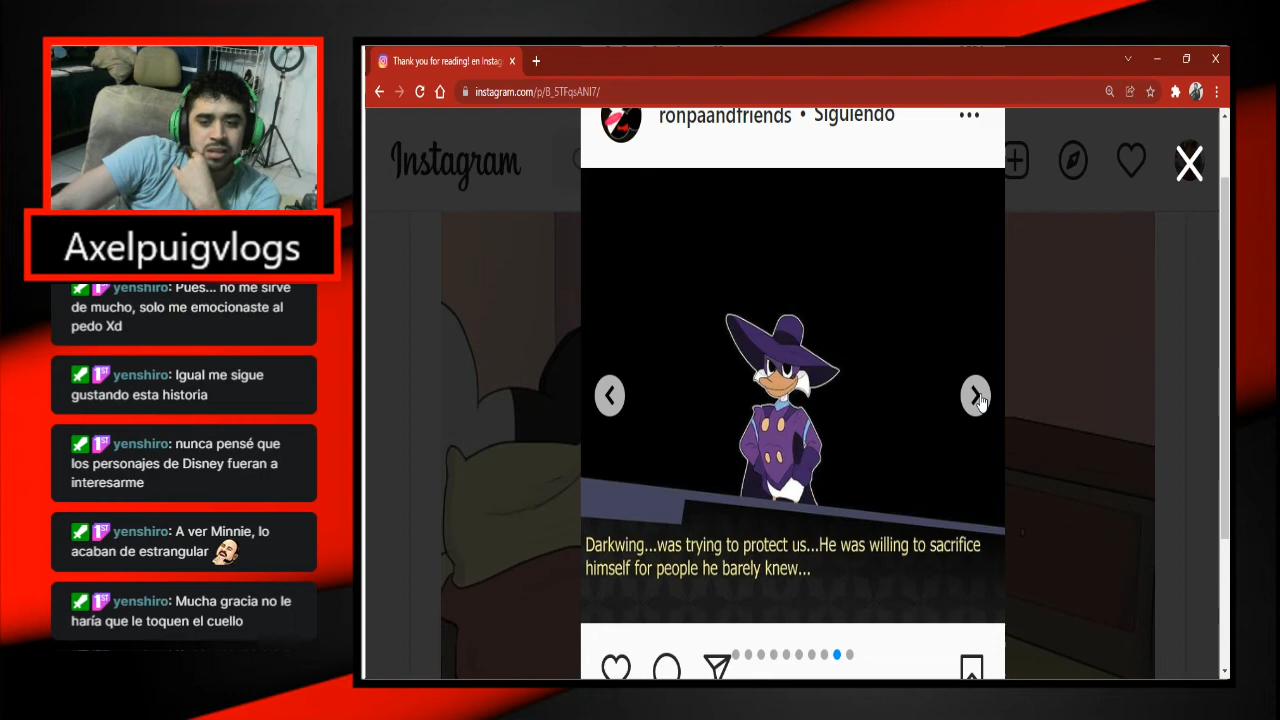 Thank you for reading! en Instag
instagram.com/p/B_5TFqsANI7/
ronpaandfriends • Siguiendo
Instagram
Axelpuigvlogs
yenshiro: Pues... no me sirve
de mucho, solo me emocionaste al
pedo Xd
yenshiro: Igual me sigue
gustando esta historia
yenshiro: nunca pensé que
los personajes de Disney fueran a
interesarme
yenshiro: A ver Minnie, lo
acaban de estrangular
yenshiro: Mucha gracia no le
haría que le toquen el cuello
Darkwing...was trying to protect us...He was willing to sacrifice
himself for people he barely knew...